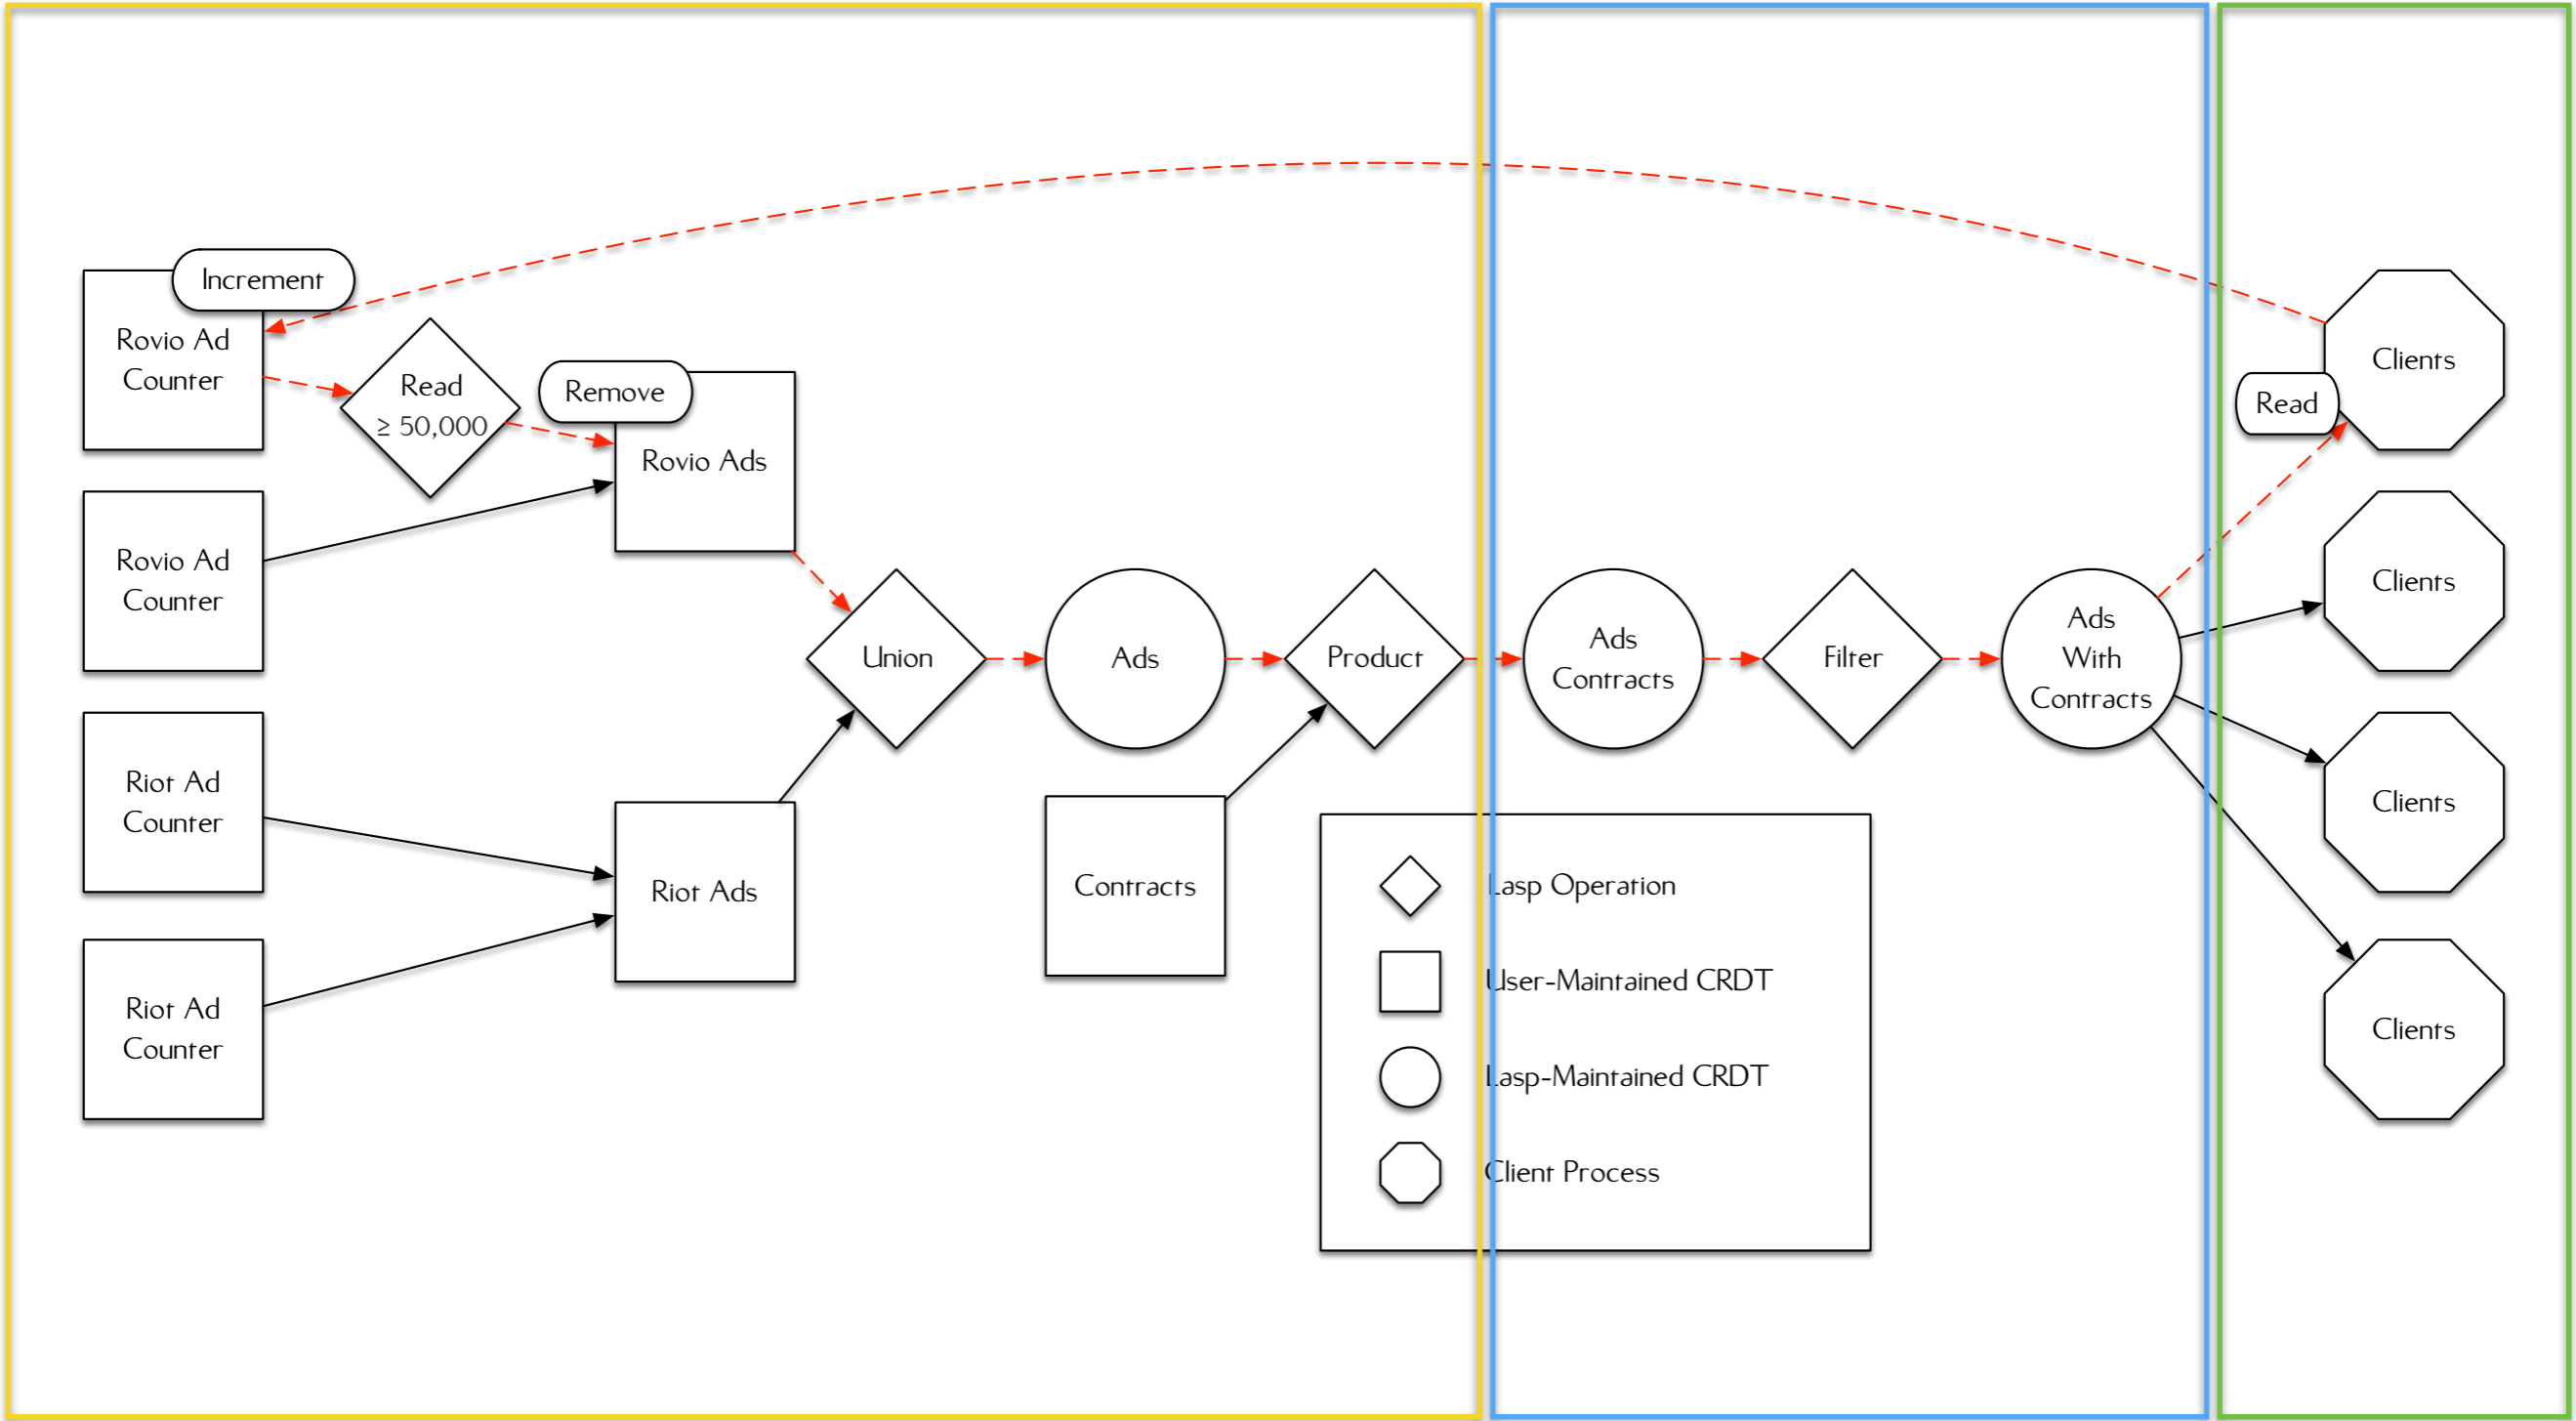 Increment
Rovio Ad
Counter
Read
≥ 50,000
Remove
Rovio Ads
Rovio Ad
Counter
Riot Ad
Counter
Riot Ad
Counter
Riot Ads
Union
Ads
Product
Contracts
Ads
Contracts
Filter
Ads
With
Contracts
Read
Clients
Clients
Clients
Clients
Lasp Operation
User-Maintained CRDT
Lasp-Maintained CRDT
Client Process